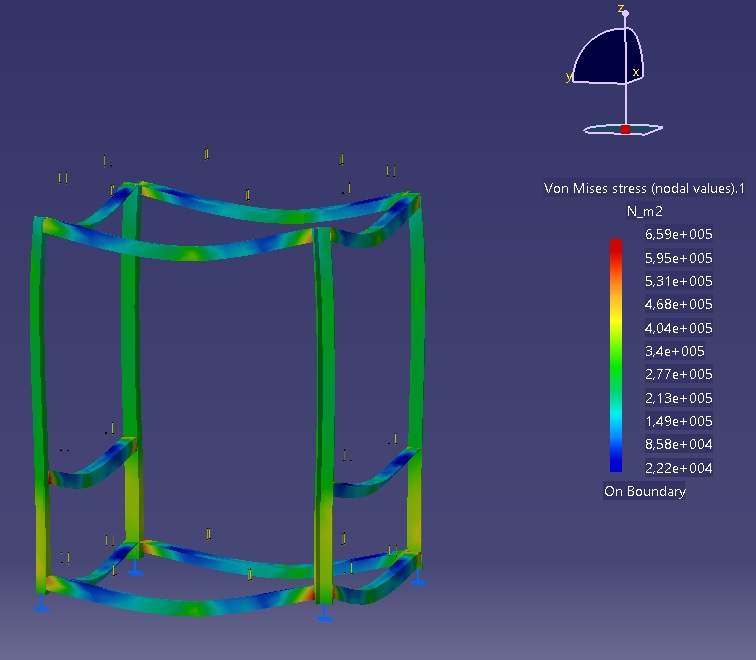 z
y
x
Von Mises stress (nodal values).1
N_m2
6,59e+005
5,95e+005
5,31e+005
4,68e+005
4,04e+005
3,4e+005
2,77e+005
2,13e+005
1,49e+005
8,58e+004
2,22e+004
On Boundary